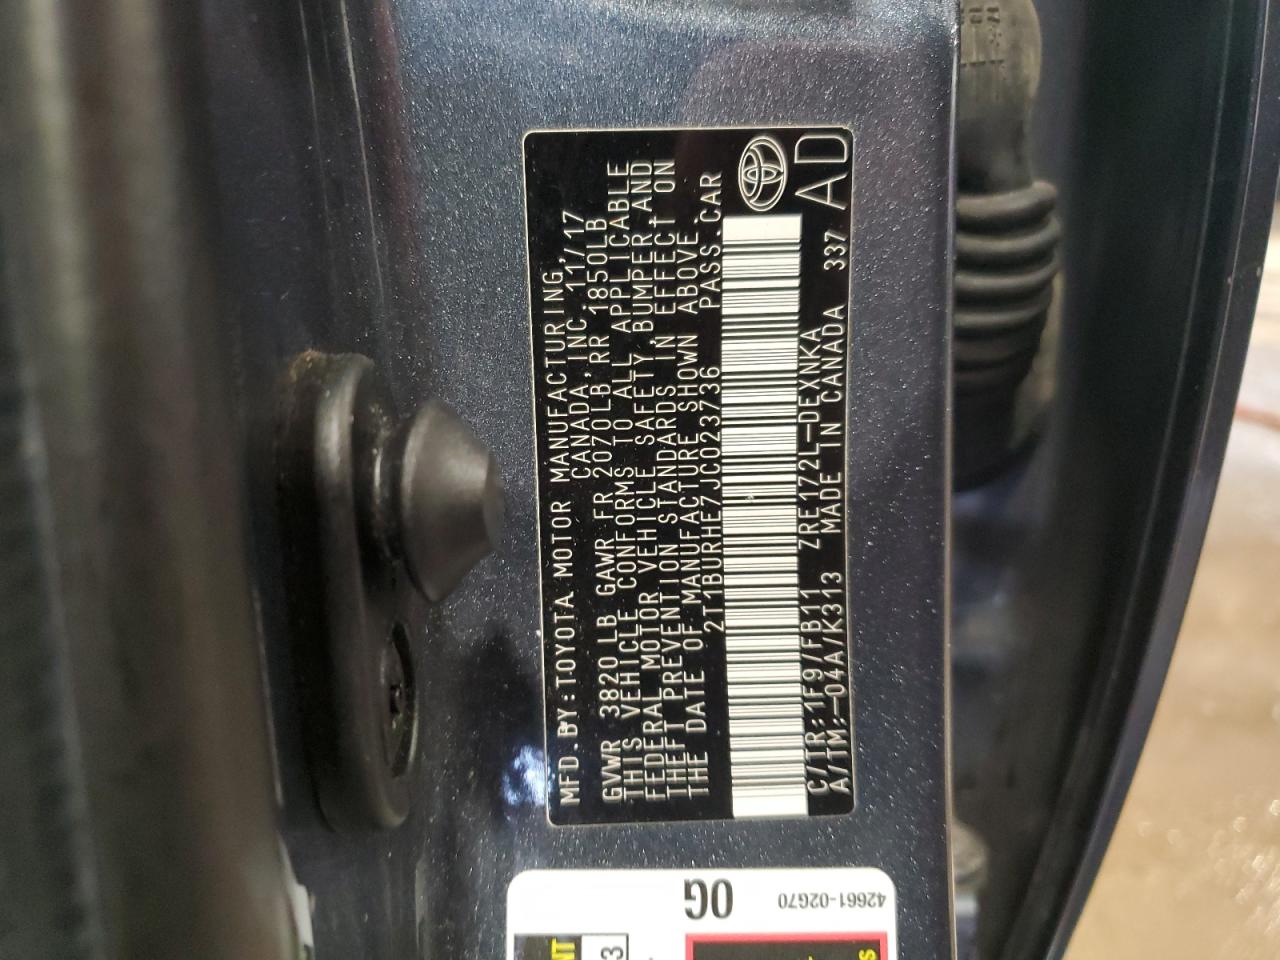 MFD.BY:TOYOTA MOTOR MANUFACTURING,
CANADA,INC. 11/17
GVWR 3820LB GAWR FR 2070LB RR 1850LB
THIS VEHICLE CONFORMS TO ALL APPLICABLE
FEDERAL MOTOR VEHICLE SAFETY,BUMPER,AND
THEFT PREVENTION STANDARDS IN EFFECT ON
THE DATE OF MANUFACTURE SHOWN ABOVE.
2T1BURHE7JC023736 PASS.CAR
C/TR:1F9/FB11 ZRE172L-DEXNKA
A/TM:-04A/K313 MADE IN CANADA 337
AD
0G
42661-02G70
NT
3
s